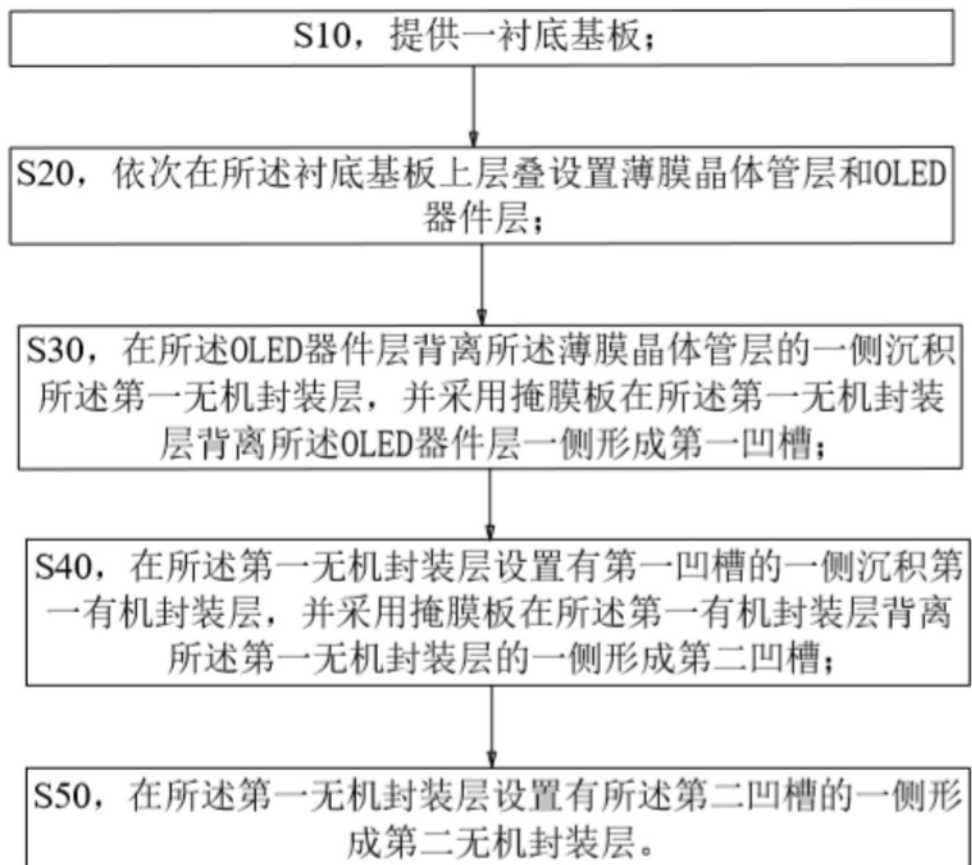 S10，提供一衬底基板；
S20，依次在所述衬底基板上层叠设置薄膜晶体管层和OLED
器件层；
S30，在所述OLED器件层背离所述薄膜晶体管层的一侧沉积
所述第一无机封装层，并采用掩膜板在所述第一无机封装
层背离所述OLED器件层一侧形成第一凹槽；
S40，在所述第一无机封装层设置有第一凹槽的一侧沉积第
一有机封装层，并采用掩膜板在所述第一有机封装层背离
所述第一无机封装层的一侧形成第二凹槽；
S50，在所述第一无机封装层设置有所述第二凹槽的一侧形
成第二无机封装层。